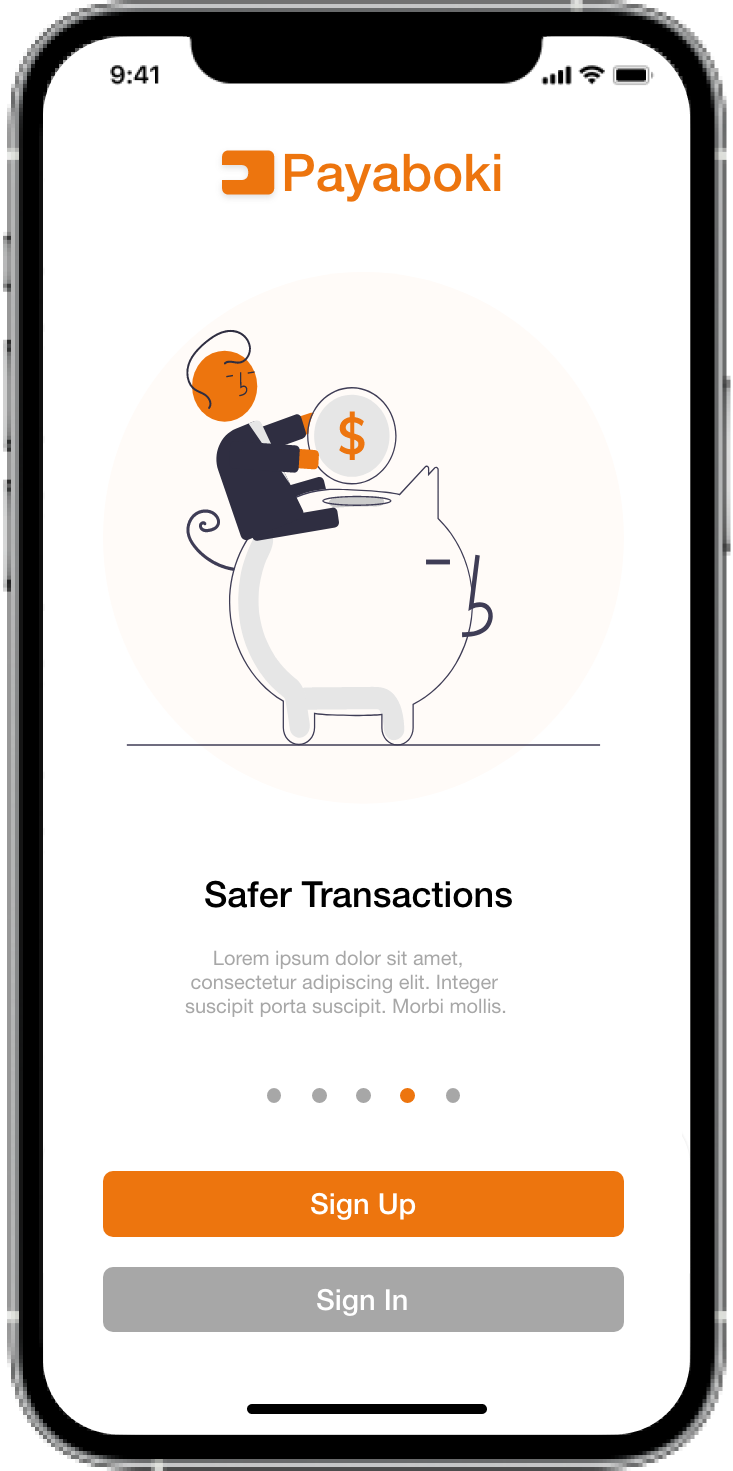 9:41
Payaboki
$
Safer Transactions
Lorem ipsum dolor sit amet,
consectetur adipiscing elit. Integer
suscipit porta suscipit. Morbi mollis.
Sign Up
Sign In